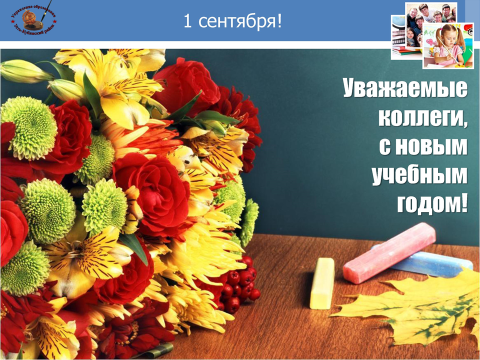 1 сентября!
Уважаемые
коллеги,
с новым
учебным
годом!